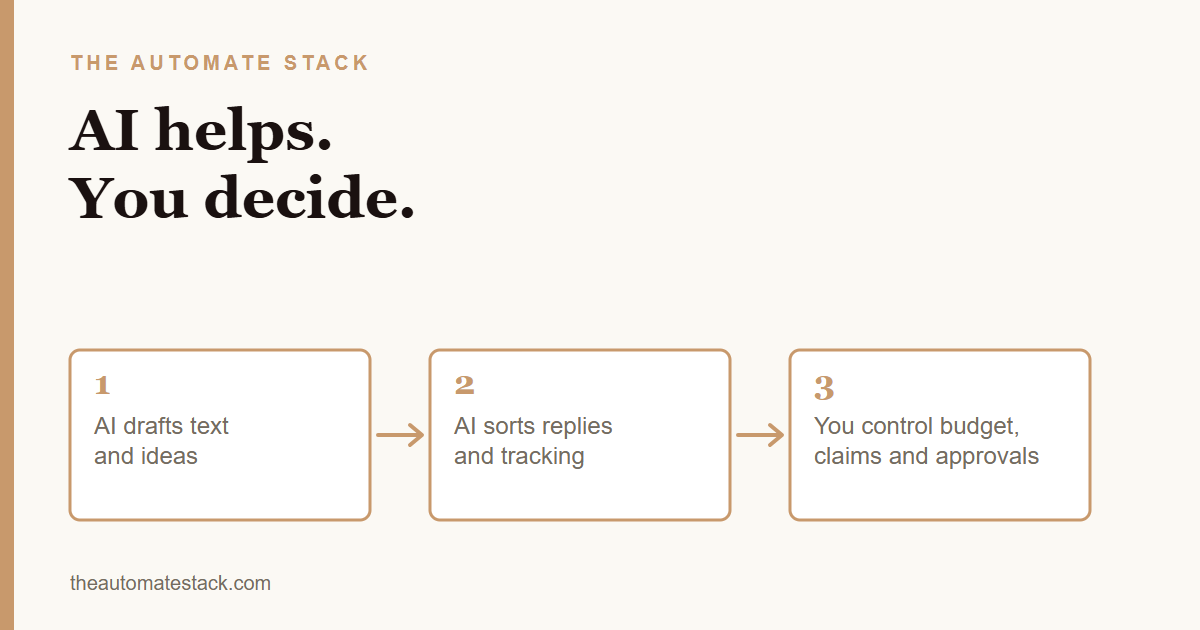 THE AUTOMATE STACK
AI helps.
You decide.
1
AI drafts text
and ideas
2
AI sorts replies
and tracking
3
You control budget,
claims and approvals
theautomatestack.com